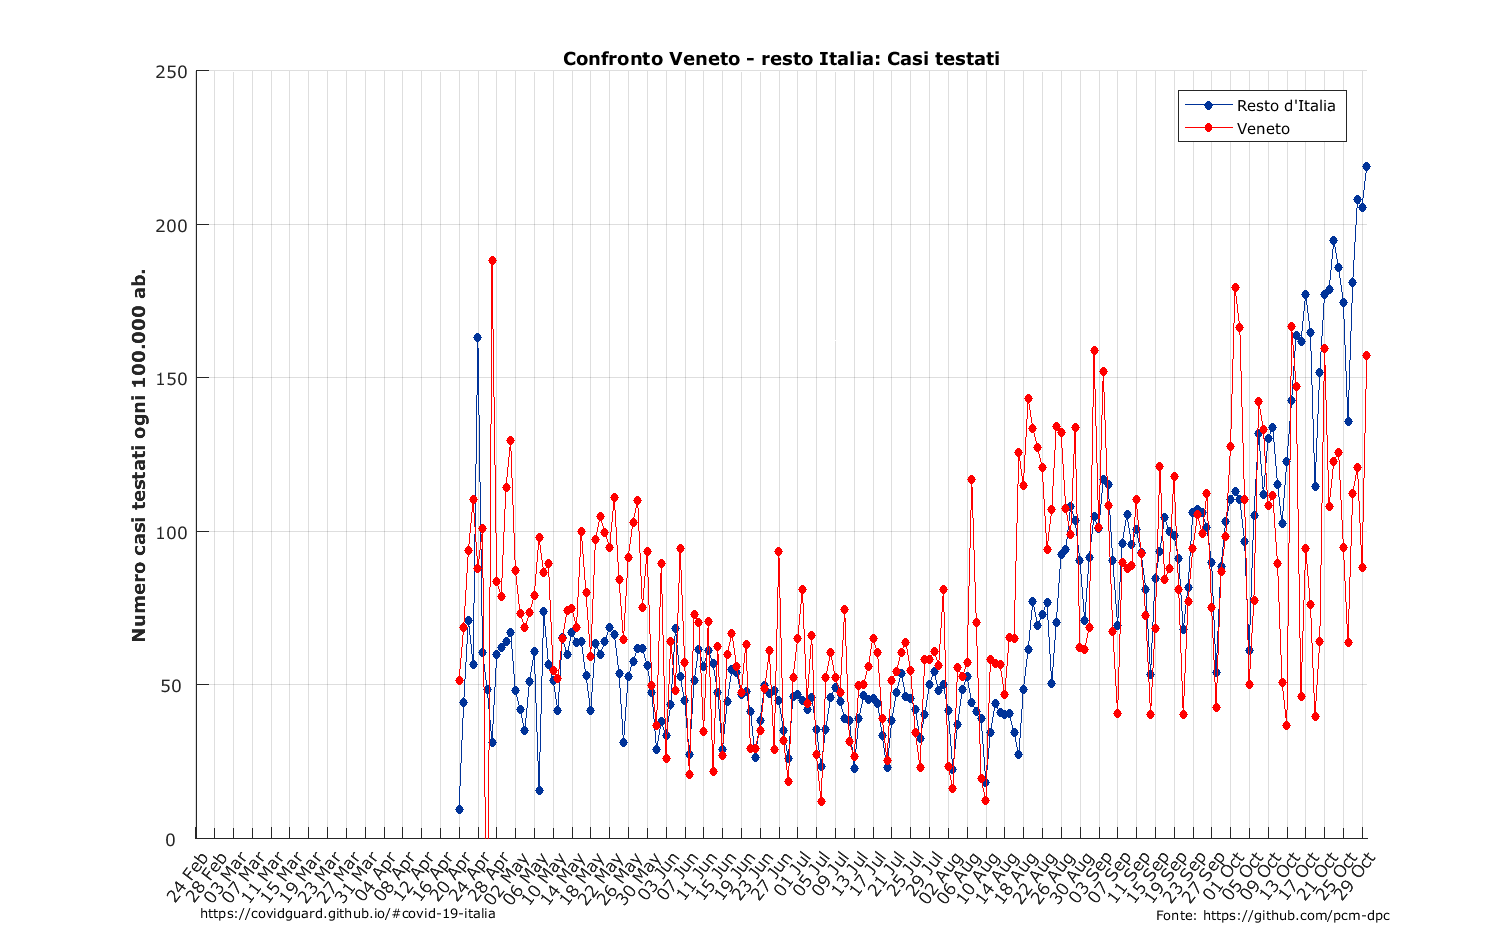 Confronto Veneto - resto Italia: Casi testati
250
200
150
100
50
0
Numero casi testati ogni 100.000 ab.
Resto d'Italia
Veneto
24 Feb
28 Feb
03 Mar
07 Mar
11 Mar
15 Mar
19 Mar
23 Mar
27 Mar
31 Mar
04 Apr
08 Apr
12 Apr
16 Apr
20 Apr
24 Apr
28 Apr
02 May
06 May
10 May
14 May
18 May
22 May
26 May
30 May
03 Jun
07 Jun
11 Jun
15 Jun
19 Jun
23 Jun
27 Jun
01 Jul
05 Jul
09 Jul
13 Jul
17 Jul
21 Jul
25 Jul
29 Jul
02 Aug
06 Aug
10 Aug
14 Aug
18 Aug
22 Aug
26 Aug
30 Aug
03 Sep
07 Sep
11 Sep
15 Sep
19 Sep
23 Sep
27 Sep
01 Oct
05 Oct
09 Oct
13 Oct
17 Oct
21 Oct
25 Oct
29 Oct
https://covidguard.github.io/#covid-19-italia
Fonte: https://github.com/pcm-dpc